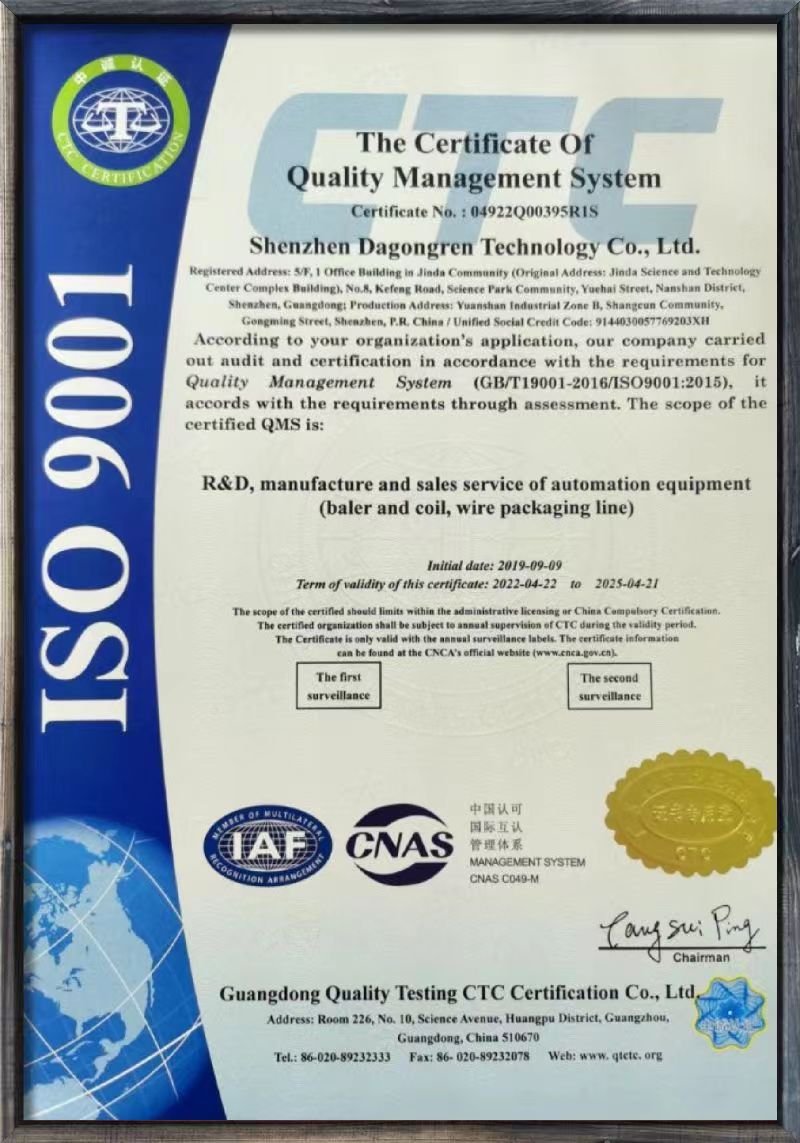 中诚认证
CTC CERTIFICATION
ISO 9001
CTC
The Certificate Of
Quality Management System
Certificate No. : 04922Q00395R1S
Shenzhen Dagongren Technology Co., Ltd.
Registered Address: 5/F, 1 Office Building in Jinda Community (Original Address: Jinda Science and Technology
Center Complex Building), No.8, Kefeng Road, Science Park Community, Yuehai Street, Nanshan District,
Shenzhen, Guangdong; Production Address: Yuanshan Industrial Zone B, Shangcun Community,
Gongming Street, Shenzhen, P.R. China / Unified Social Credit Code: 9144030057769203XH
According to your organization's application, our company carried
out audit and certification in accordance with the requirements for
Quality Management System (GB/T19001-2016/ISO9001:2015), it
accords with the requirements through assessment. The scope of the
certified QMS is:
R&D, manufacture and sales service of automation equipment
(baler and coil, wire packaging line)
Initial date: 2019-09-09
Term of validity of this certificate: 2022-04-22 to 2025-04-21
The scope of the certified should limits within the administrative licensing or China Compulsory Certification.
The certified organization shall be subject to annual supervision of CTC during the validity period.
The Certificate is only valid with the annual surveillance labels. The certificate information
can be found at the CNCA's official website (www.cnca.gov.cn).
The first
surveillance
The second
surveillance
MEMBER OF MULTILATERAL
IAF
RECOGNITION ARRANGEMENT
CNAS
中国认可
国际互认
管理体系
MANAGEMENT SYSTEM
CNAS C049-M
证书专用章
CTC
Chairman
Guangdong Quality Testing CTC Certification Co., Ltd.
Address: Room 226, No. 10, Science Avenue, Huangpu District, Guangzhou,
Guangdong, China 510670
Tel.: 86-020-89232333 Fax: 86- 020-89232078 Web: www. qtctc. org